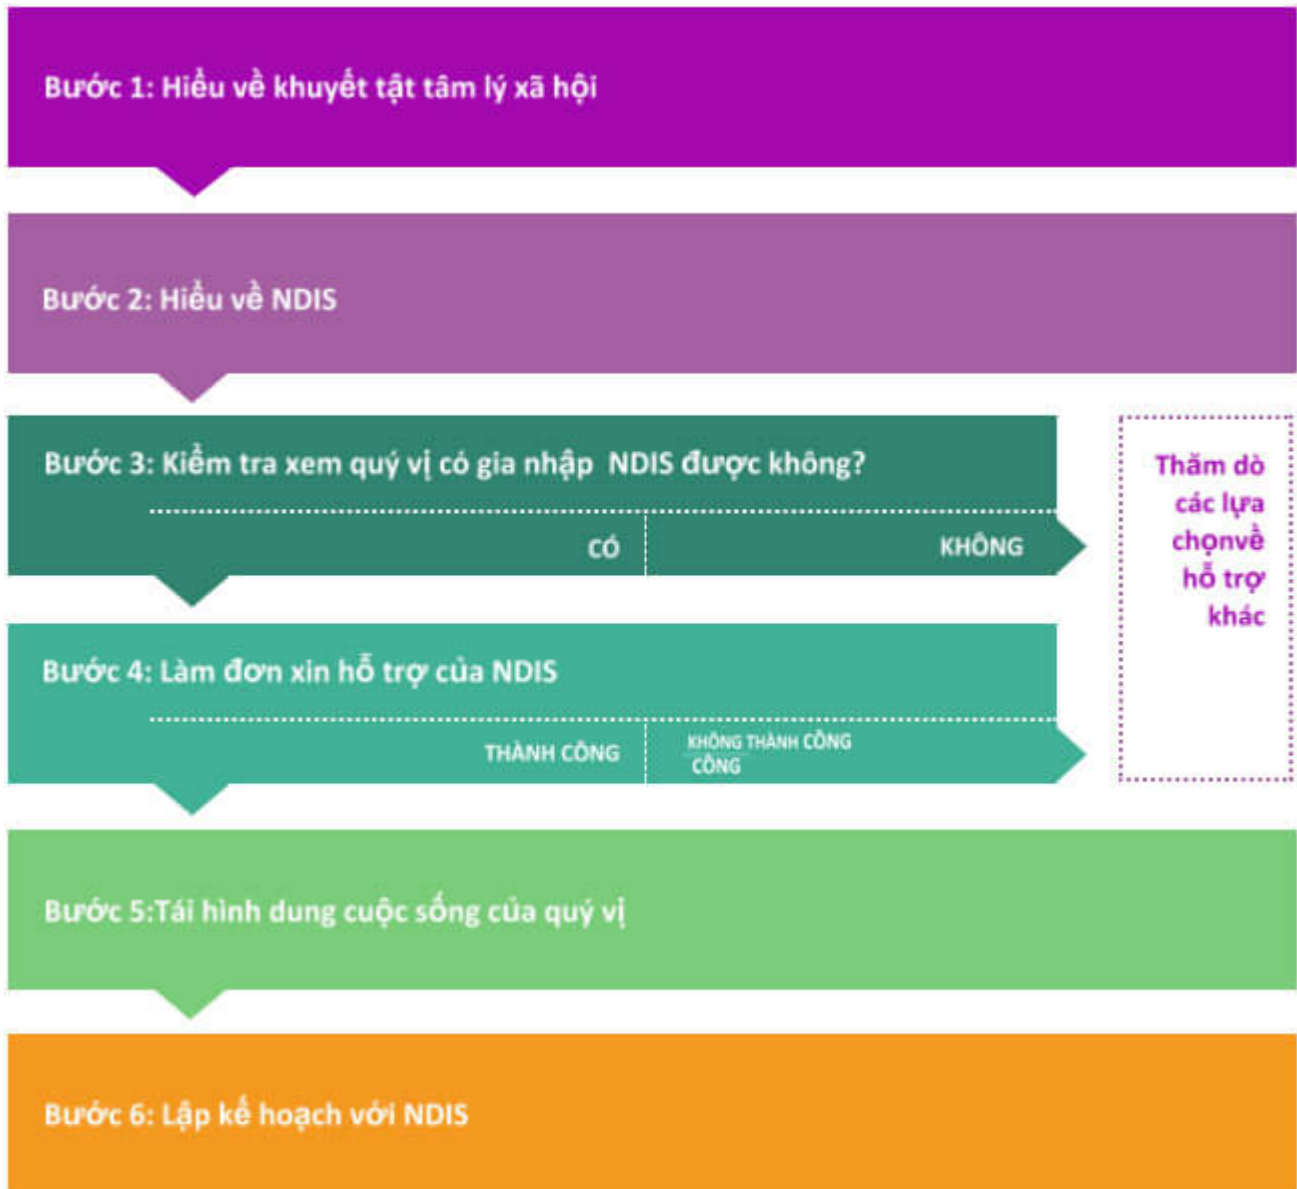 Bước 1: Hiểu về khuyết tật tâm lý xã hội
Bước 2: Hiểu về NDIS
Bước 3: Kiểm tra xem quý vị có gia nhập  NDIS được không?
CÓ
KHÔNG
Thăm dò
các lựa
chọnvề
hỗ trợ
khác
Bước 4: Làm đơn xin hỗ trợ của NDIS
THÀNH CÔNG
KHÔNG THÀNH CÔNG
CÔNG
Bước 5:Tái hình dung cuộc sống của quý vị
Bước 6: Lập kế hoạch với NDIS